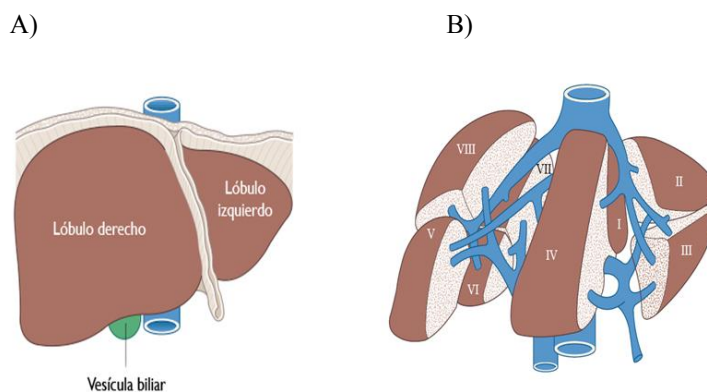 A)
B)
Lóbulo derecho
Lóbulo
izquierdo
Vesícula biliar
VIII
VII
II
I
V
IV
III
VI